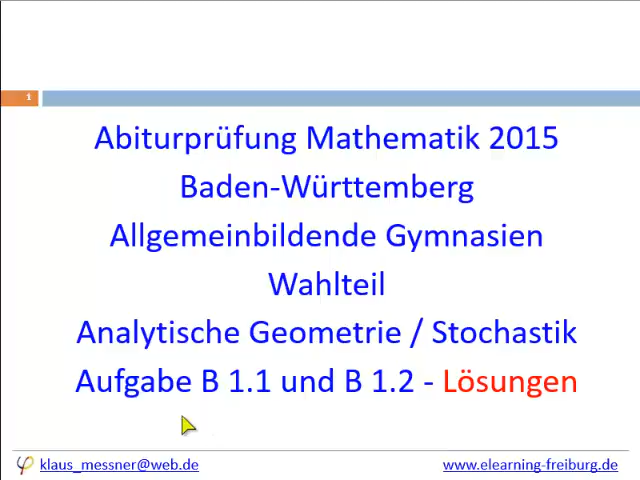 1
Abiturprüfung Mathematik 2015
Baden-Württemberg
Allgemeinbildende Gymnasien
Wahlteil
Analytische Geometrie / Stochastik
Aufgabe B 1.1 und B 1.2 - Lösungen
φ klaus_messner@web.de www.elearning-freiburg.de